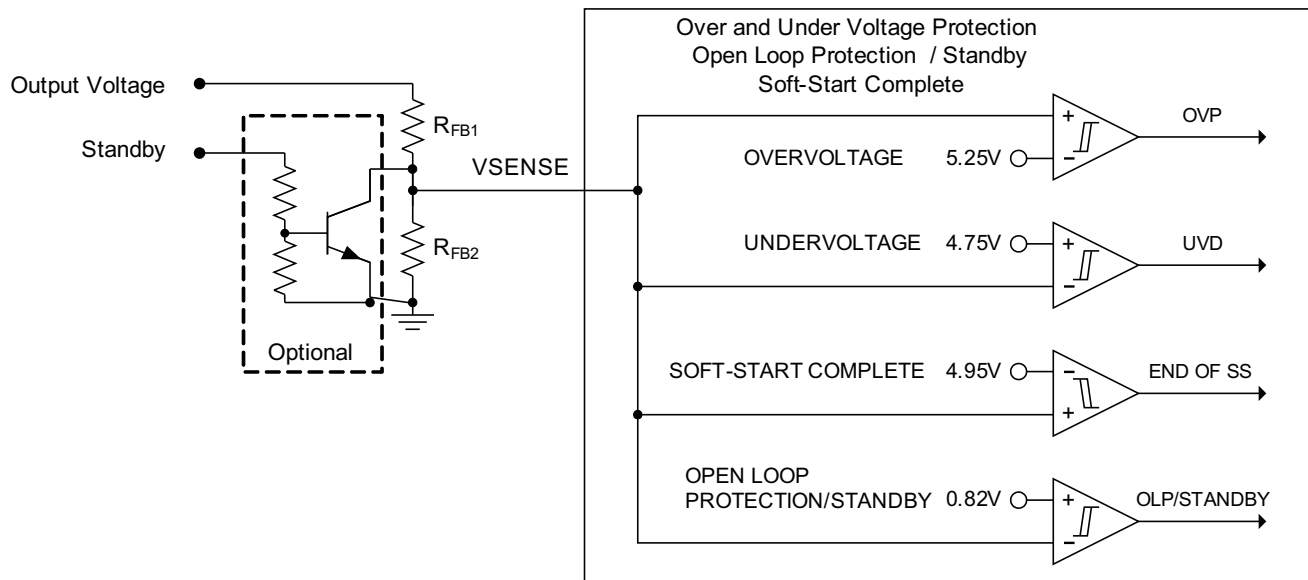 Over and Under Voltage Protection
Open Loop Protection / Standby
Soft-Start Complete
Output Voltage
Standby
Optional
RFB1
RFB2
VSENSE
OVERVOLTAGE 5.25V
+
−
OVP
UNDERVOLTAGE 4.75V
+
−
UVD
SOFT-START COMPLETE 4.95V
−
+
END OF SS
OPEN LOOP
PROTECTION/STANDBY 0.82V
+
−
OLP/STANDBY